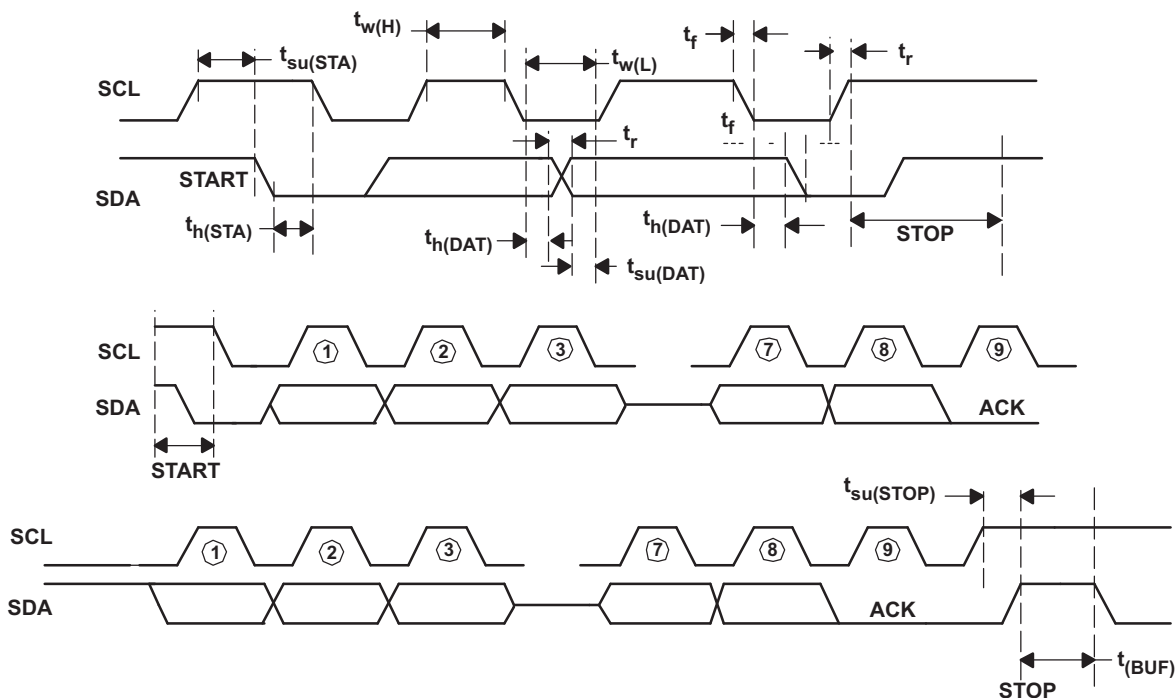 t_w(H)
t_f
t_su(STA)
t_w(L)
t_r
SCL
t_r
t_f
START
SDA
t_h(STA)
t_h(DAT)
t_h(DAT)
STOP
t_su(DAT)
SCL
1 2 3 7 8 9
SDA
ACK
START
t_su(STOP)
SCL
1 2 3 7 8 9
SDA
ACK
t_(BUF)
STOP